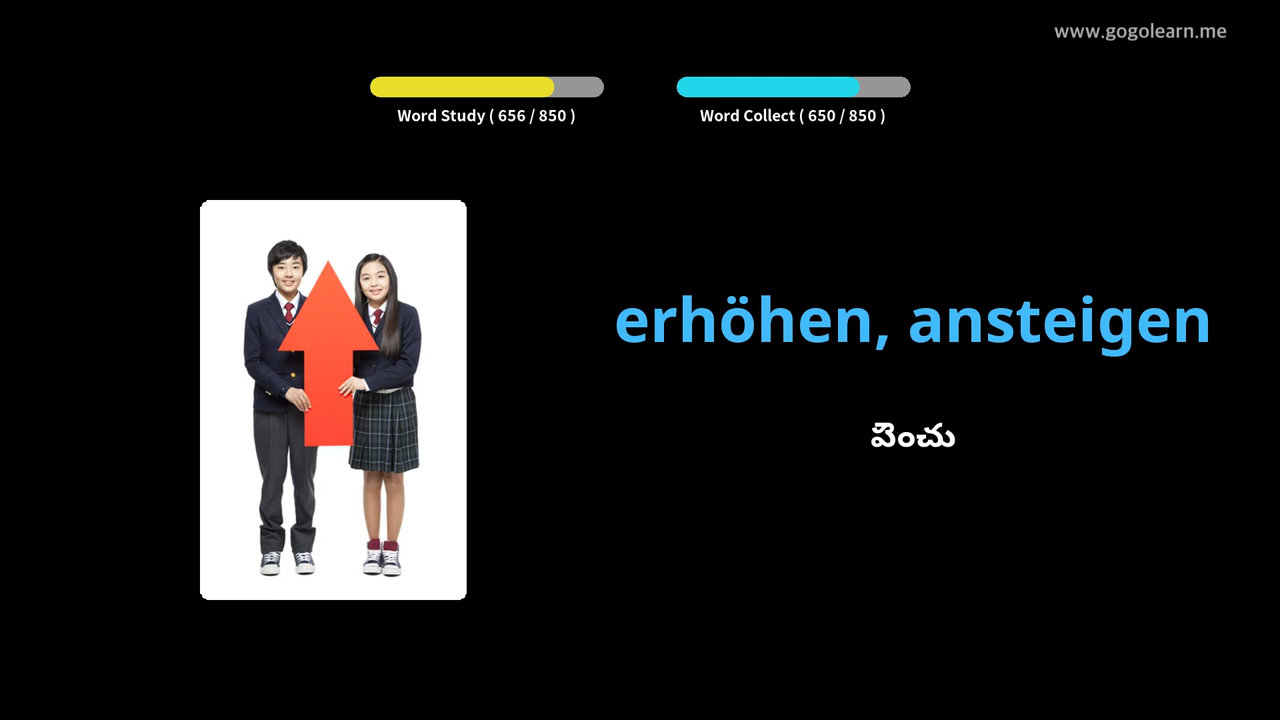 www.gogolearn.me
Word Study ( 656 / 850 )
Word Collect ( 650 / 850 )
erhöhen, ansteigen
పెంచు